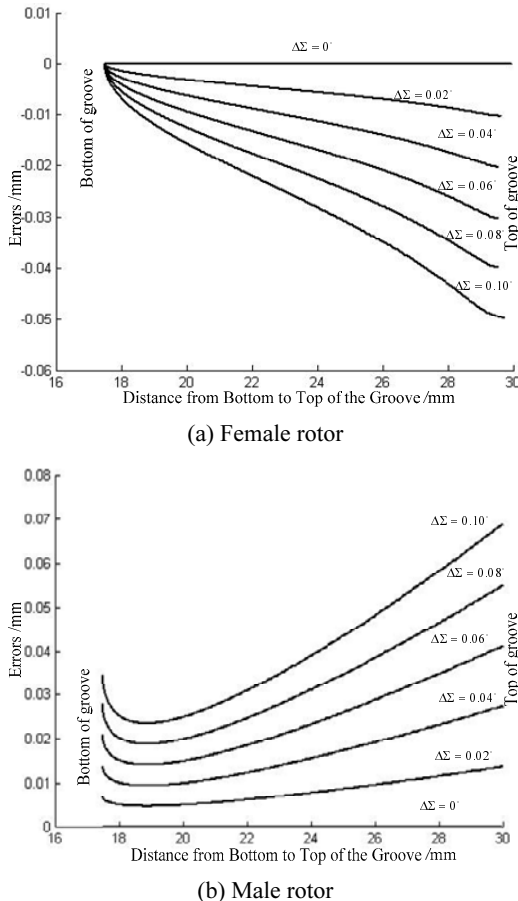 0
-0.01
-0.02
-0.03
-0.04
-0.05
-0.06
Errors /mm
Bottom of groove
ΔΣ = 0°
ΔΣ = 0.02°
ΔΣ = 0.04°
ΔΣ = 0.06°
ΔΣ = 0.08°
ΔΣ = 0.10°
Top of groove
16 18 20 22 24 26 28 30
Distance from Bottom to Top of the Groove /mm
(a) Female rotor
0.08
0.07
0.06
0.05
0.04
0.03
0.02
0.01
0
Errors /mm
Bottom of groove
ΔΣ = 0.10°
ΔΣ = 0.08°
ΔΣ = 0.06°
ΔΣ = 0.04°
ΔΣ = 0.02°
ΔΣ = 0°
Top of groove
16 18 20 22 24 26 28 30
Distance from Bottom to Top of the Groove /mm
(b) Male rotor